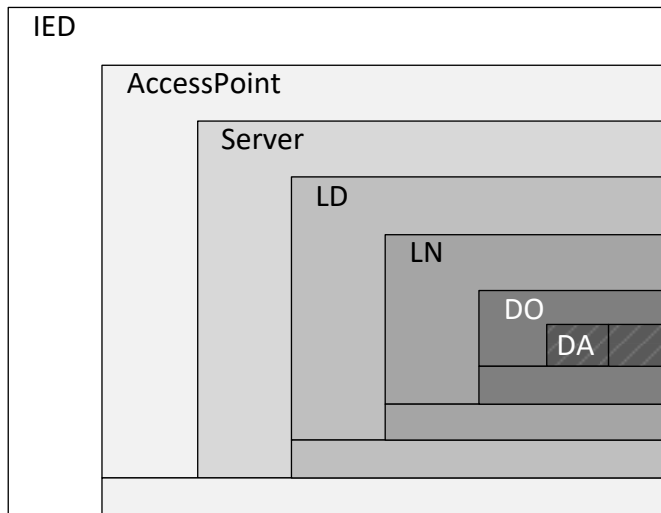 IED
AccessPoint
Server
LD
LN
DO
DA